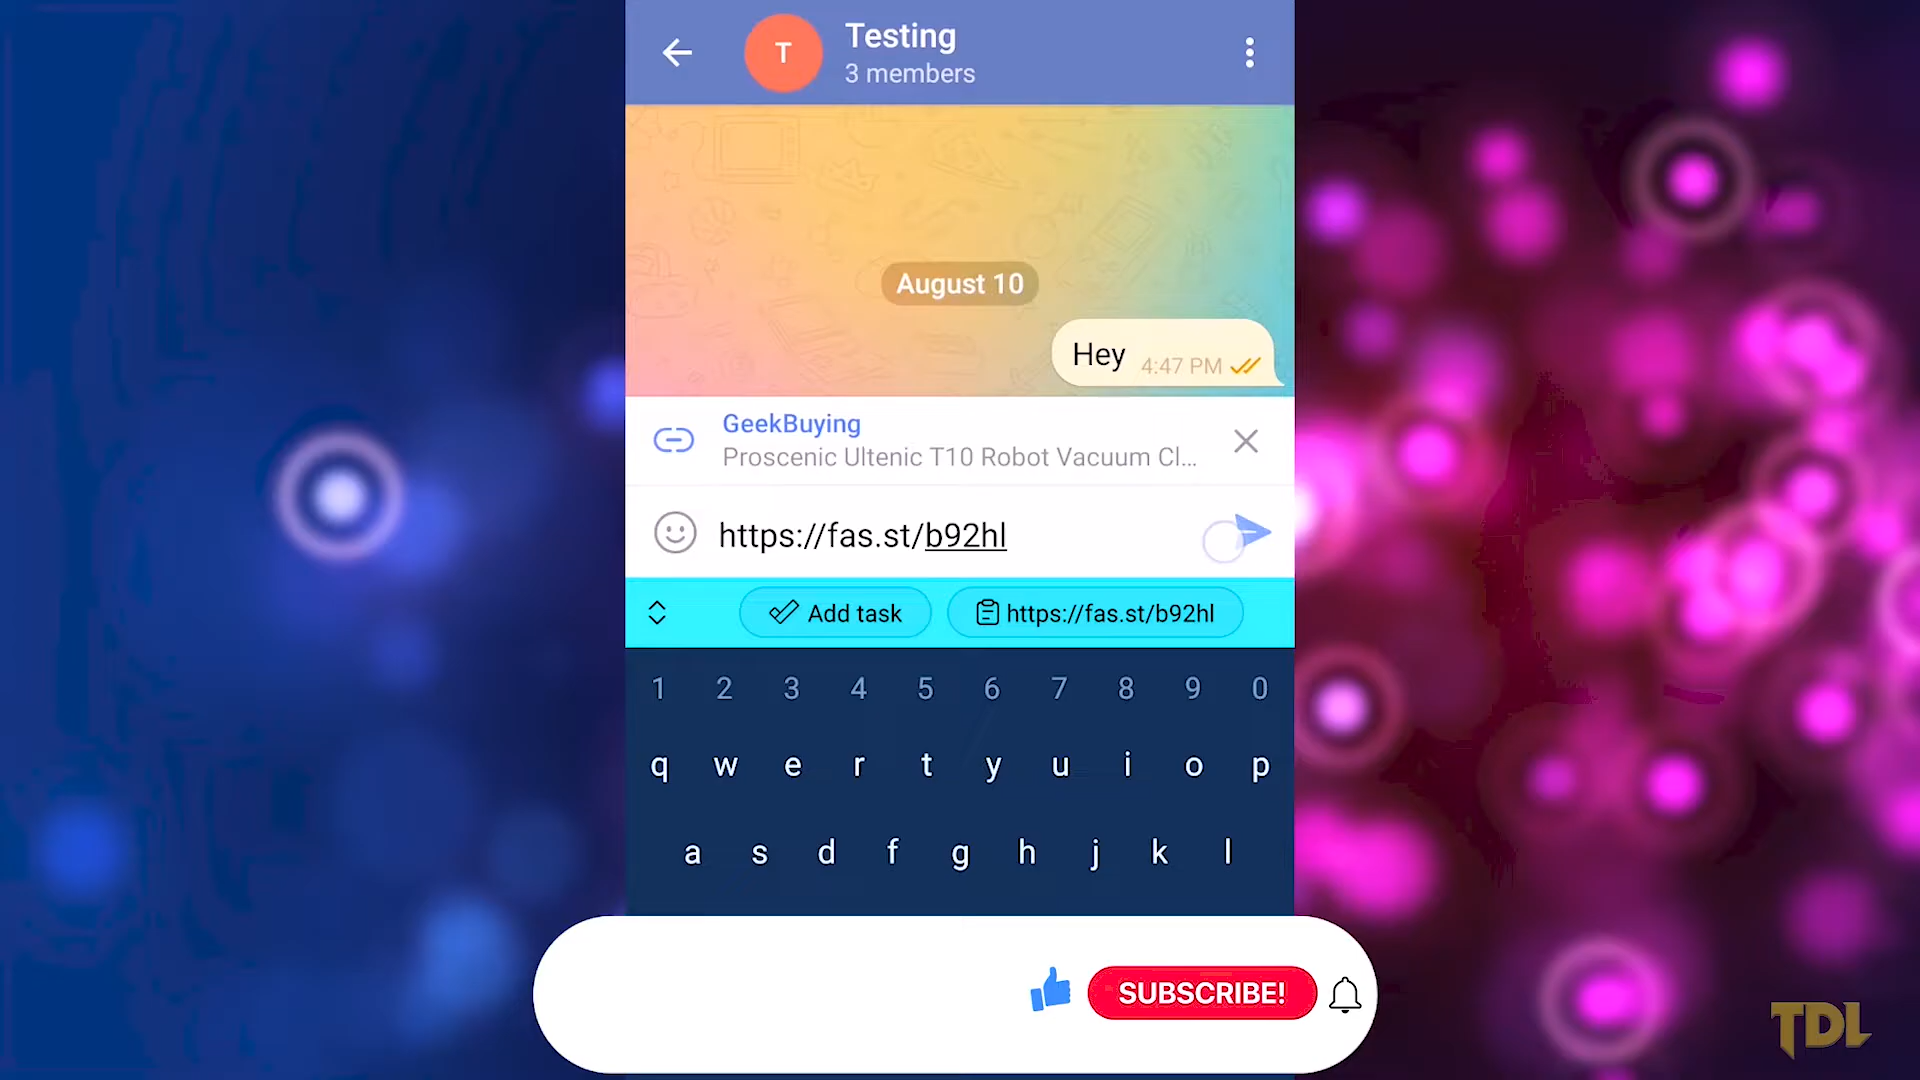 T
Testing
3 members
August 10
Hey 4:47 PM
GeekBuying
Proscenic Ultenic T10 Robot Vacuum Cl...
https://fas.st/b92hl
Add task
https://fas.st/b92hl
1 2 3 4 5 6 7 8 9 0
q w e r t y u i o p
a s d f g h j k l
SUBSCRIBE!
TDL